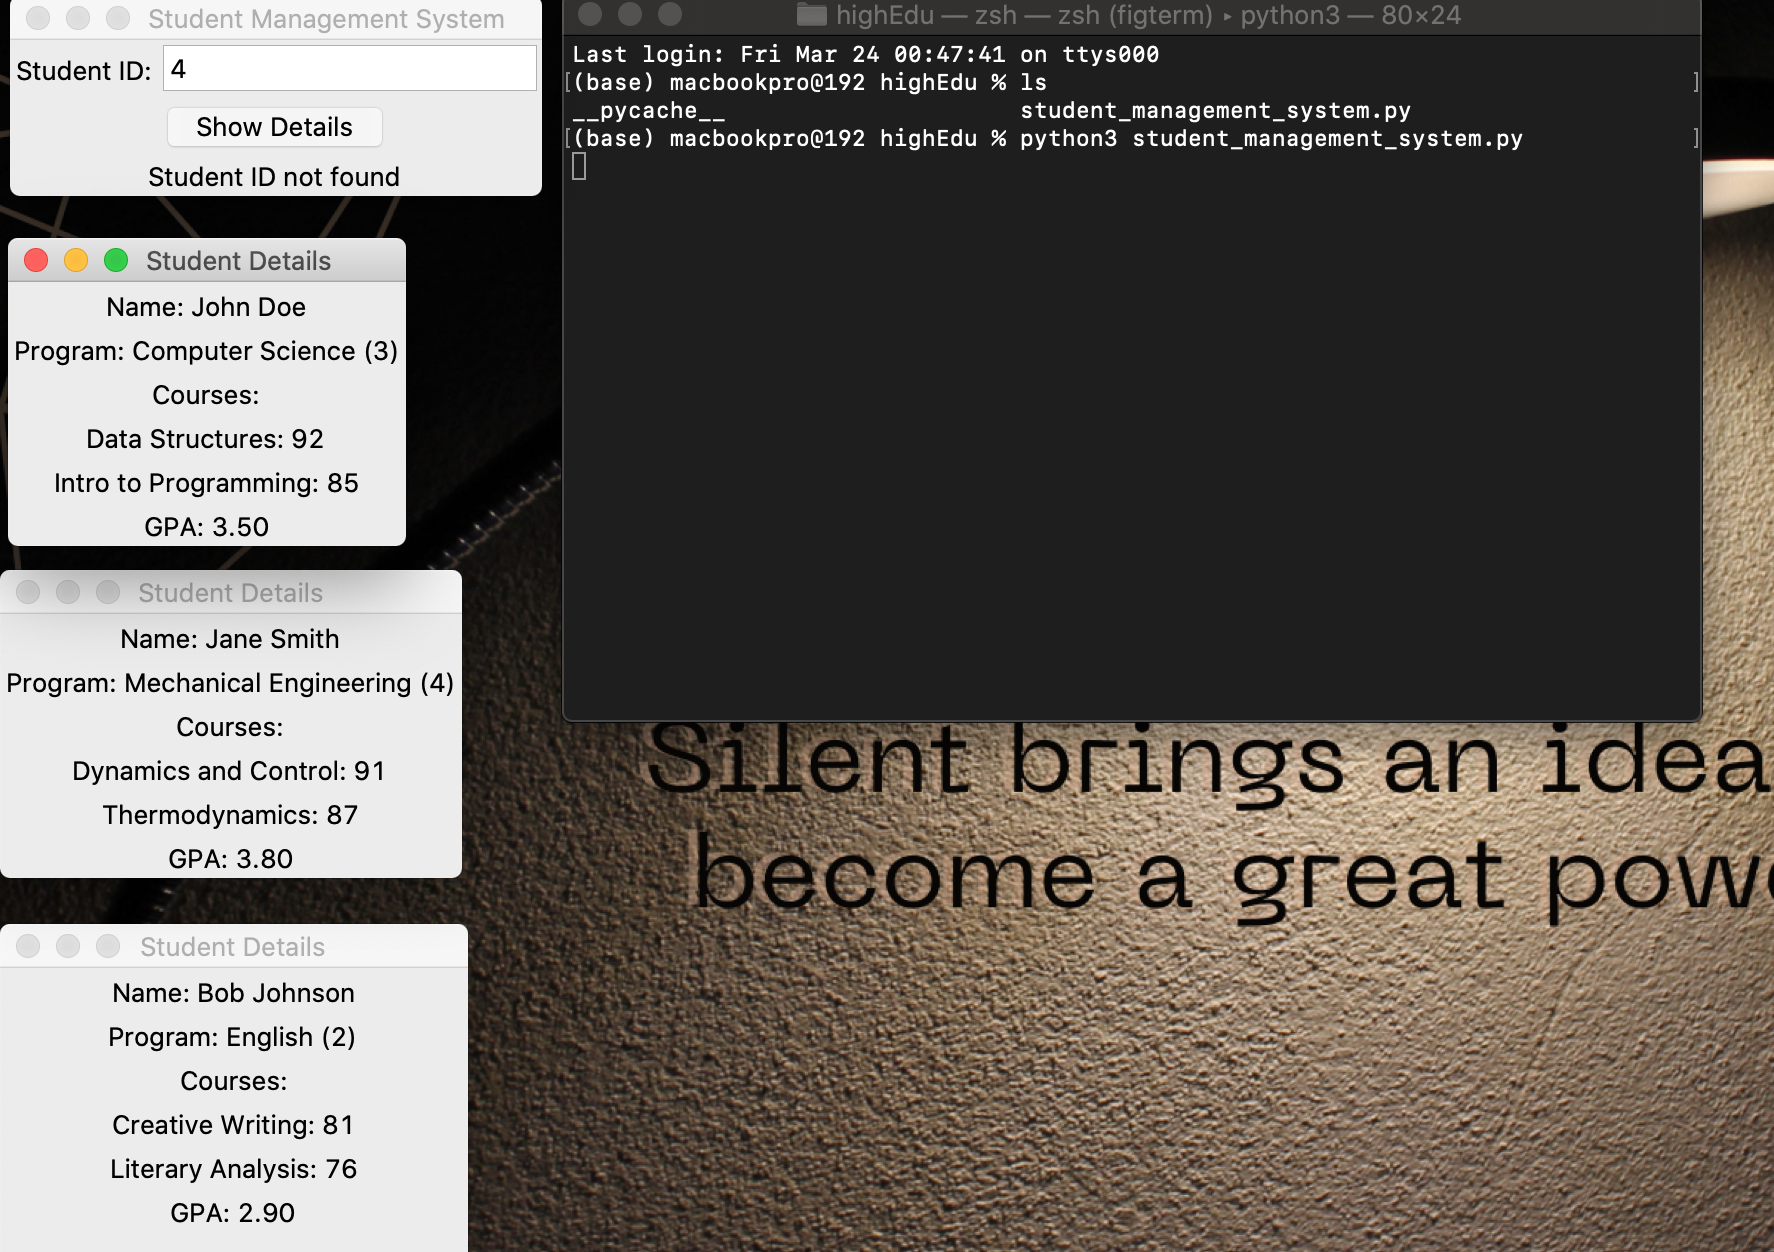 Student Management System
Student ID: 4
Show Details
Student ID not found
Student Details
Name: John Doe
Program: Computer Science (3)
Courses:
Data Structures: 92
Intro to Programming: 85
GPA: 3.50
Student Details
Name: Jane Smith
Program: Mechanical Engineering (4)
Courses:
Dynamics and Control: 91
Thermodynamics: 87
GPA: 3.80
Student Details
Name: Bob Johnson
Program: English (2)
Courses:
Creative Writing: 81
Literary Analysis: 76
GPA: 2.90
highEdu — zsh — zsh (figterm) ▸ python3 — 80×24
Last login: Fri Mar 24 00:47:41 on ttys000
[(base) macbookpro@192 highEdu % ls ]
__pycache__ student_management_system.py
[(base) macbookpro@192 highEdu % python3 student_management_system.py ]
Silent brings an idea
become a great